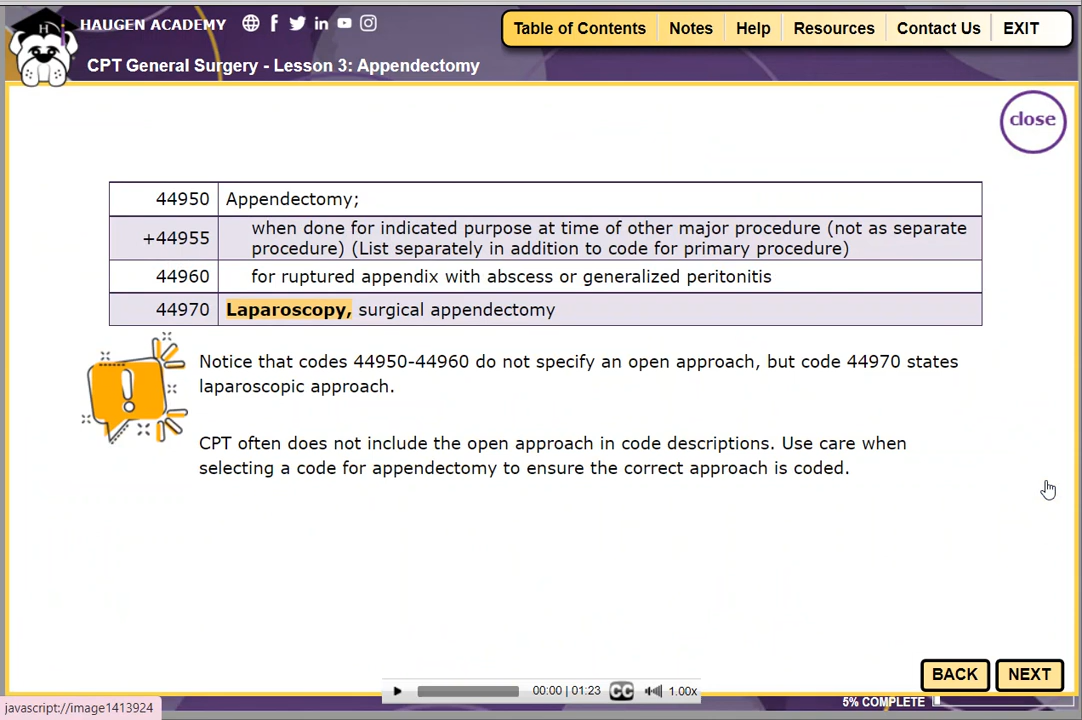 HAUGEN ACADEMY
Table of Contents
Notes
Help
Resources
Contact Us
EXIT
CPT General Surgery - Lesson 3: Appendectomy
close
44950 Appendectomy;
+44955 when done for indicated purpose at time of other major procedure (not as separate
procedure) (List separately in addition to code for primary procedure)
44960 for ruptured appendix with abscess or generalized peritonitis
44970 Laparoscopy, surgical appendectomy
Notice that codes 44950-44960 do not specify an open approach, but code 44970 states
laparoscopic approach.
CPT often does not include the open approach in code descriptions. Use care when
selecting a code for appendectomy to ensure the correct approach is coded.
BACK
NEXT
00:00 | 01:23
CC
1.00x
5% COMPLETE
javascript://image1413924